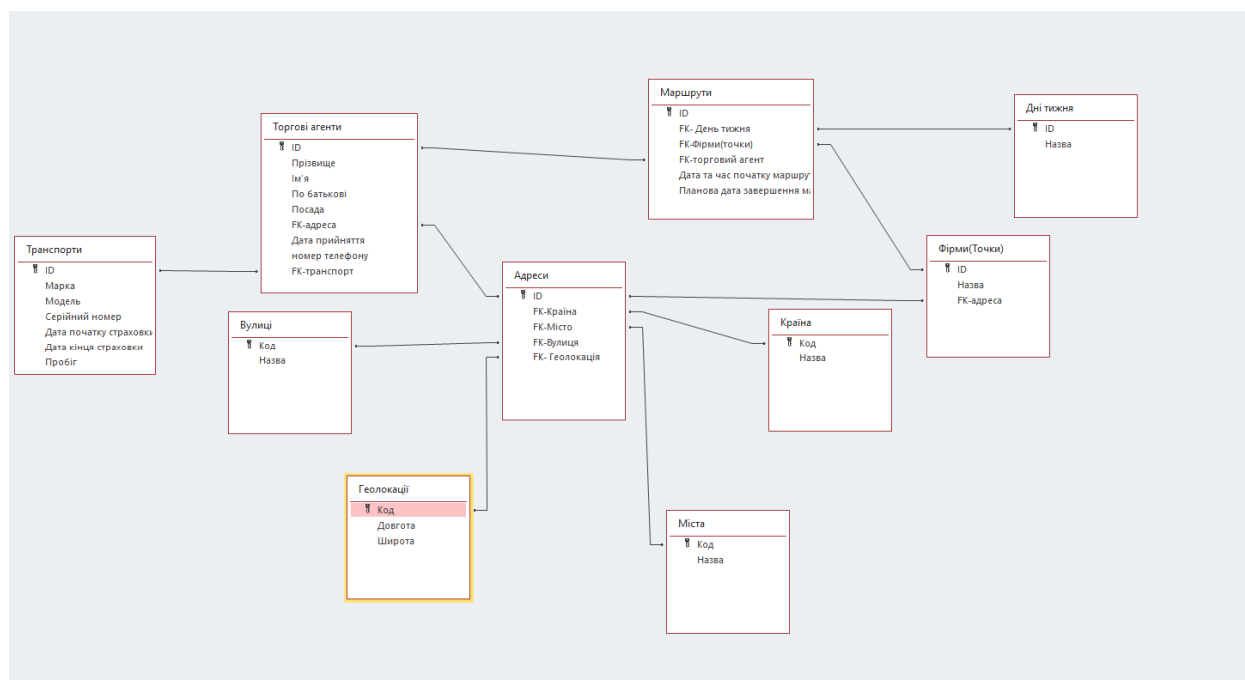 Маршрути
ID
FK- День тижня
FK-Фірми(точки)
FK-торговий агент
Дата та час початку маршру
Планова дата завершення м
Дні тижня
ID
Назва
Торгові агенти
ID
Прізвище
Ім'я
По батькові
Посада
FK-адреса
Дата прийняття
номер телефону
FK-транспорт
Транспорти
ID
Марка
Модель
Серійний номер
Дата початку страховки
Дата кінця страховки
Пробіг
Фірми(Точки)
ID
Назва
FK-адреса
Адреси
ID
FK-Країна
FK-Місто
FK-Вулиця
FK- Геолокація
Вулиці
Код
Назва
Країна
Код
Назва
Геолокації
Код
Довгота
Широта
Міста
Код
Назва